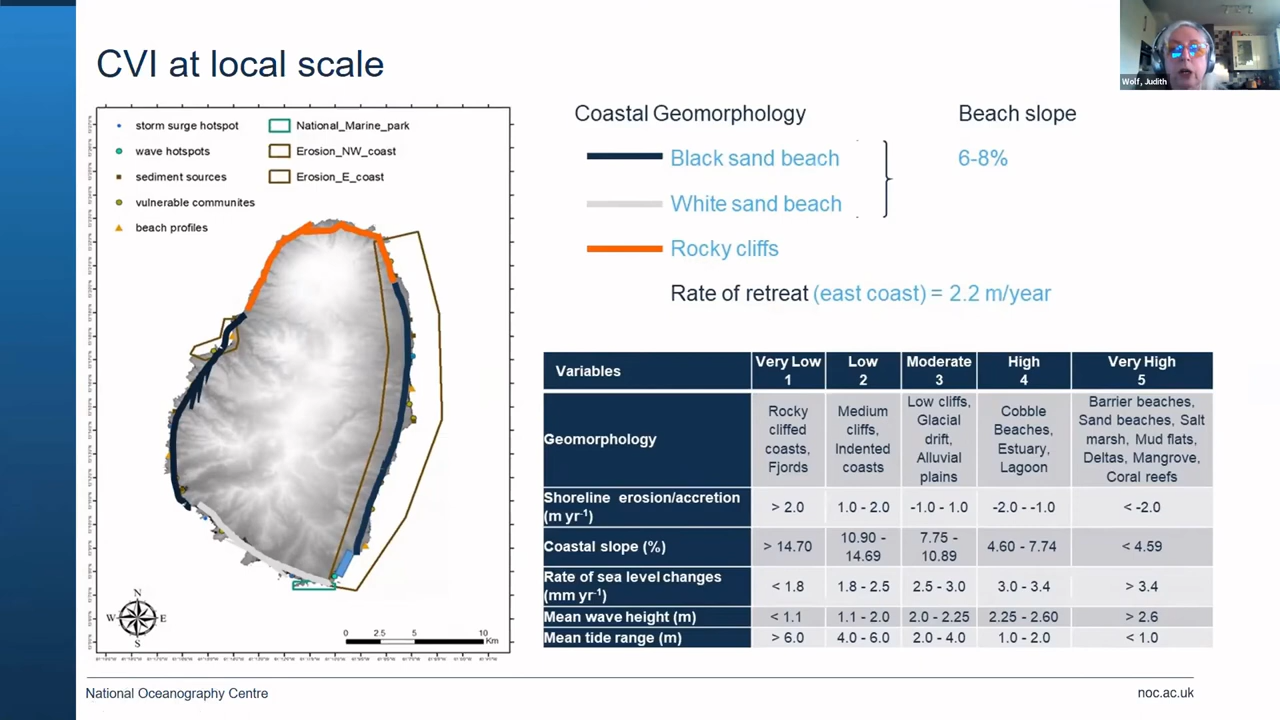 CVI at local scale
Wolf, Judith
storm surge hotspot
wave hotspots
sediment sources
vulnerable communites
beach profiles
National_Marine_park
Erosion_NW_coast
Erosion_E_coast
N
W E
S
0 2.5 5 10
Km
Coastal Geomorphology
Beach slope
Black sand beach
6-8%
White sand beach
Rocky cliffs
Rate of retreat (east coast) = 2.2 m/year
Variables
Very Low
1
Low
2
Moderate
3
High
4
Very High
5
Geomorphology
Rocky
cliffed
coasts,
Fjords
Medium
cliffs,
Indented
coasts
Low cliffs,
Glacial
drift,
Alluvial
plains
Cobble
Beaches,
Estuary,
Lagoon
Barrier beaches,
Sand beaches, Salt
marsh, Mud flats,
Deltas, Mangrove,
Coral reefs
Shoreline erosion/accretion
(m yr-1)
> 2.0
1.0 - 2.0
-1.0 - 1.0
-2.0 - -1.0
< -2.0
Coastal slope (%)
> 14.70
10.90 -
14.69
7.75 -
10.89
4.60 - 7.74
< 4.59
Rate of sea level changes
(mm yr-1)
< 1.8
1.8 - 2.5
2.5 - 3.0
3.0 - 3.4
> 3.4
Mean wave height (m)
< 1.1
1.1 - 2.0
2.0 - 2.25
2.25 - 2.60
> 2.6
Mean tide range (m)
> 6.0
4.0 - 6.0
2.0 - 4.0
1.0 - 2.0
< 1.0
National Oceanography Centre
noc.ac.uk